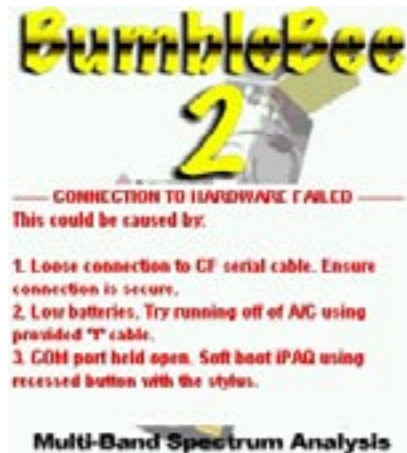 BumbleBee
2
CONNECTION TO HARDWARE FAILED
This could be caused by:
1. Loose connection to CF serial cable. Ensure
connection is secure.
2. Low batteries. Try running off of A/C using
provided "Y" cable.
3. COM port held open. Soft boot iPAQ using
recessed button with the stylus.
Multi-Band Spectrum Analysis